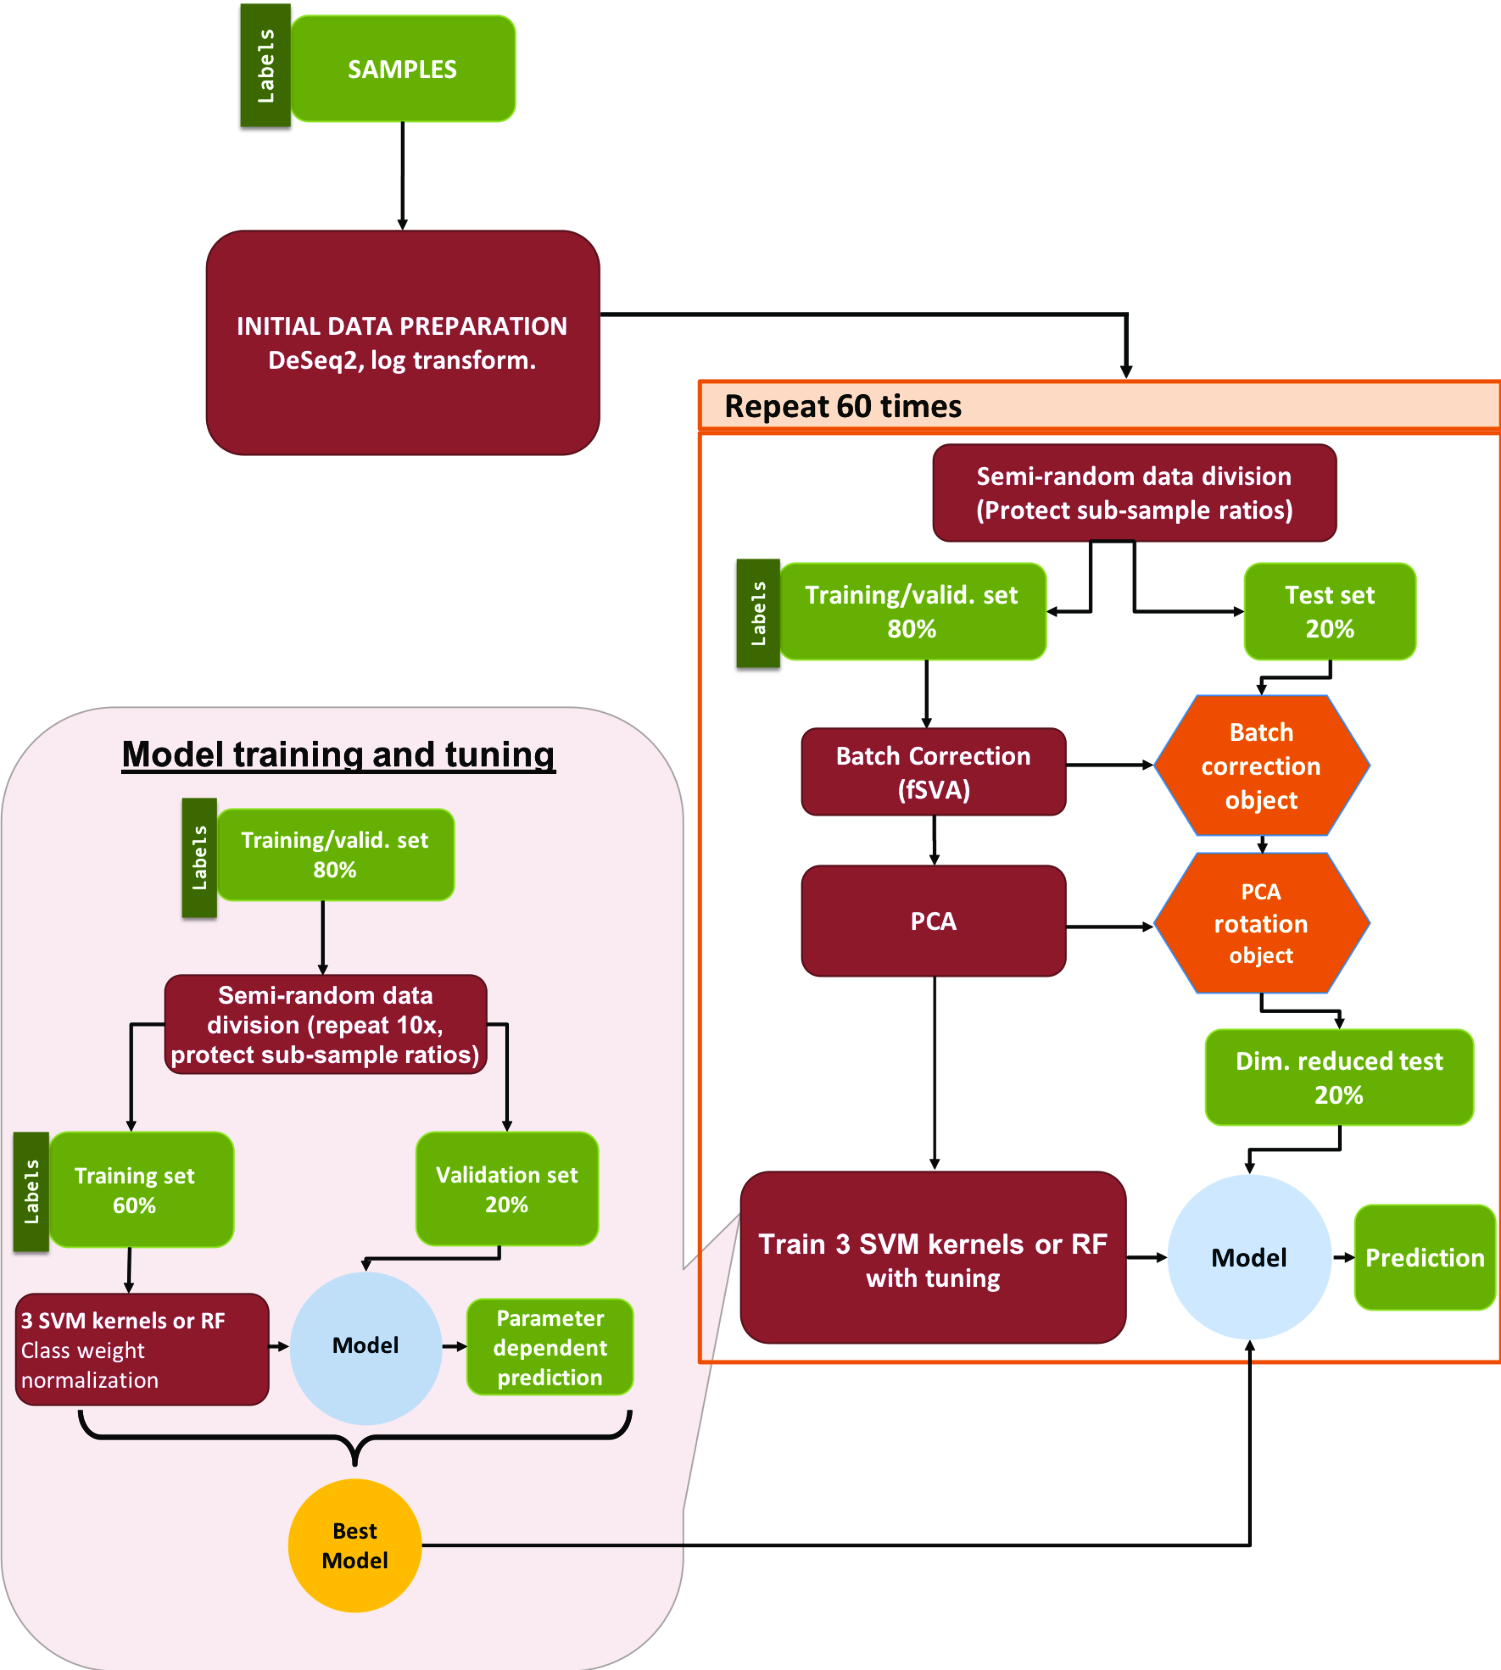 Labels
SAMPLES
INITIAL DATA PREPARATION
DeSeq2, log transform.
Repeat 60 times
Semi-random data division
(Protect sub-sample ratios)
Labels
Training/valid. set
80%
Test set
20%
Batch Correction
(fSVA)
Batch
correction
object
PCA
PCA
rotation
object
Dim. reduced test
20%
Train 3 SVM kernels or RF
with tuning
Model
Prediction
Model training and tuning
Labels
Training/valid. set
80%
Semi-random data
division (repeat 10x,
protect sub-sample ratios)
Labels
Training set
60%
Validation set
20%
3 SVM kernels or RF
Class weight
normalization
Model
Parameter
dependent
prediction
Best
Model